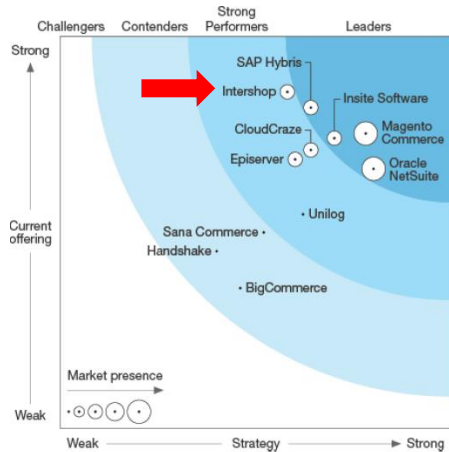 Challengers
Contenders
Strong
Performers
Leaders
Strong
SAP Hybris
Intershop
Insite Software
CloudCraze
Magento
Commerce
Episerver
Oracle
NetSuite
Unilog
Current
offering
Sana Commerce
Handshake
BigCommerce
Market presence
Weak
Weak
Strategy
Strong